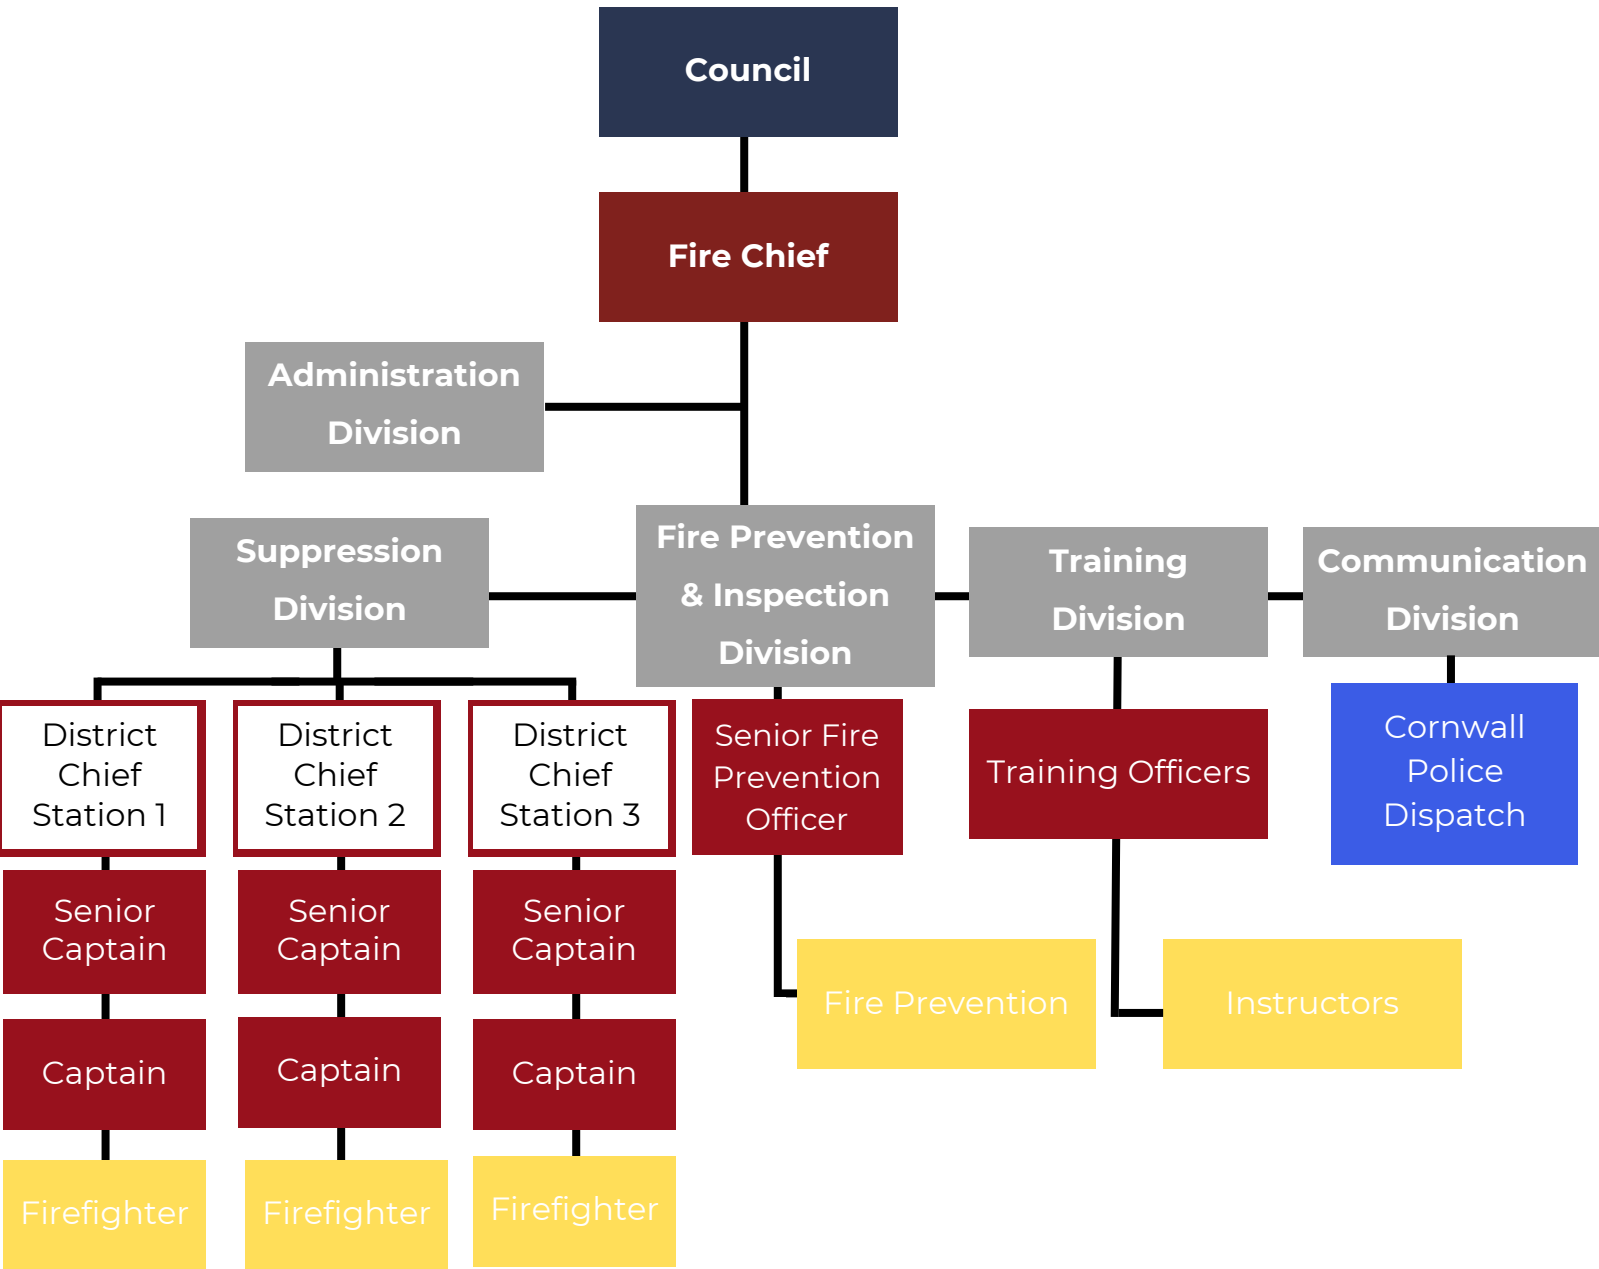 Council
Fire Chief
Administration
Division
Suppression
Division
Fire Prevention
& Inspection
Division
Training
Division
Communication
Division
District
Chief
Station 1
District
Chief
Station 2
District
Chief
Station 3
Senior Fire
Prevention
Officer
Training Officers
Cornwall
Police
Dispatch
Senior
Captain
Senior
Captain
Senior
Captain
Fire Prevention
Instructors
Captain
Captain
Captain
Firefighter
Firefighter
Firefighter